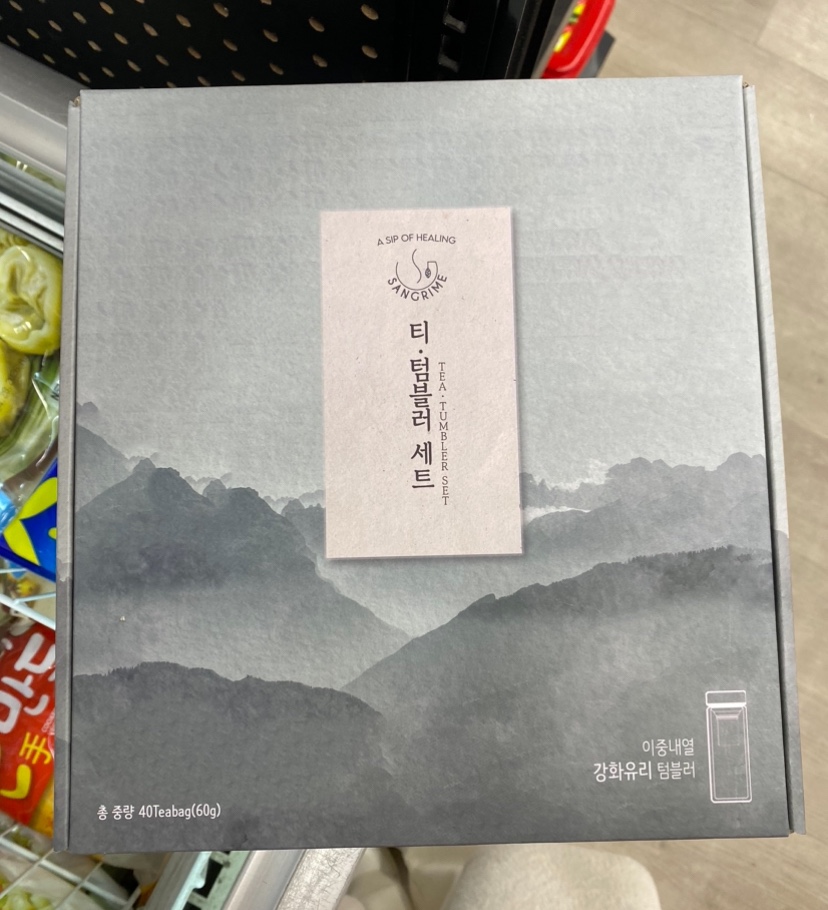 A SIP OF HEALING
SANGRIME
티·텀블러 세트
TEA·TUMBLER SET
이중내열
강화유리 텀블러
총 중량 40Teabag(60g)